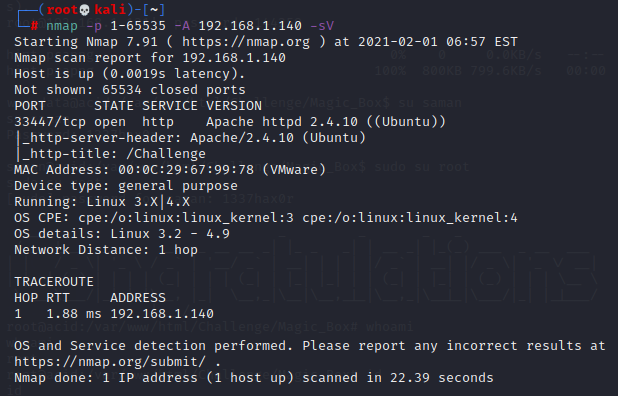 ┌──(root💀kali)-[~]
└─# nmap -p 1-65535 -A 192.168.1.140 -sV
Starting Nmap 7.91 ( https://nmap.org ) at 2021-02-01 06:57 EST
Nmap scan report for 192.168.1.140
Host is up (0.0019s latency).
Not shown: 65534 closed ports
PORT      STATE SERVICE VERSION
33447/tcp open  http    Apache httpd 2.4.10 ((Ubuntu))
|_http-server-header: Apache/2.4.10 (Ubuntu)
|_http-title: /Challenge
MAC Address: 00:0C:29:67:99:78 (VMware)
Device type: general purpose
Running: Linux 3.X|4.X
OS CPE: cpe:/o:linux:linux_kernel:3 cpe:/o:linux:linux_kernel:4
OS details: Linux 3.2 - 4.9
Network Distance: 1 hop
TRACEROUTE
HOP RTT     ADDRESS
1   1.88 ms 192.168.1.140
OS and Service detection performed. Please report any incorrect results at
https://nmap.org/submit/ .
Nmap done: 1 IP address (1 host up) scanned in 22.39 seconds